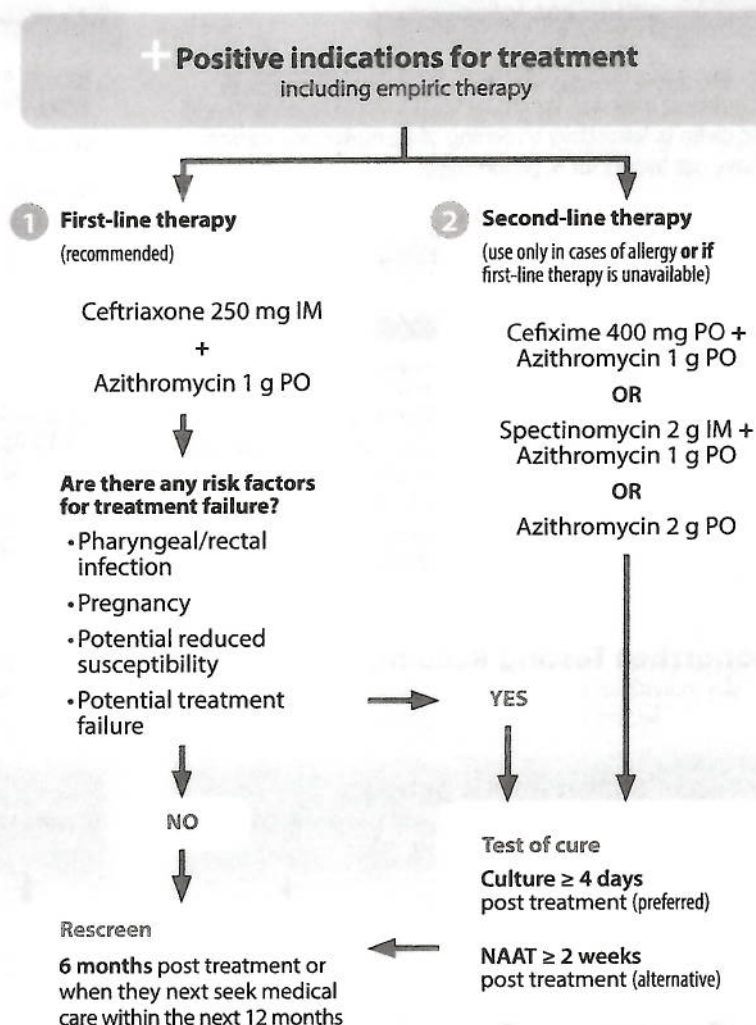 + Positive indications for treatment
including empiric therapy
1 First-line therapy
(recommended)
Ceftriaxone 250 mg IM
+
Azithromycin 1 g PO
Are there any risk factors
for treatment failure?
• Pharyngeal/rectal
infection
• Pregnancy
• Potential reduced
susceptibility
• Potential treatment
failure
NO
Rescreen
6 months post treatment or
when they next seek medical
care within the next 12 months
2 Second-line therapy
(use only in cases of allergy or if
first-line therapy is unavailable)
Cefixime 400 mg PO +
Azithromycin 1 g PO
OR
Spectinomycin 2 g IM +
Azithromycin 1 g PO
OR
Azithromycin 2 g PO
YES
Test of cure
Culture ≥ 4 days
post treatment (preferred)
NAAT ≥ 2 weeks
post treatment (alternative)